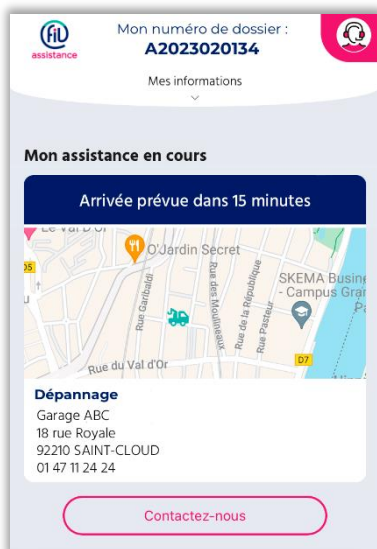 FiL
assistance
Mon numéro de dossier :
A2023020134
Mes informations
Mon assistance en cours
Arrivée prévue dans 15 minutes
Le Val D'Or
O'Jardin Secret
D5
Rue Garibaldi
Rue des Moulineaux
Rue de la République
Rue Pasteur
SKEMA Busine
- Campus Gran
Pa
Rue du Val d'Or
D7
Dépannage
Garage ABC
18 rue Royale
92210 SAINT-CLOUD
01 47 11 24 24
Contactez-nous